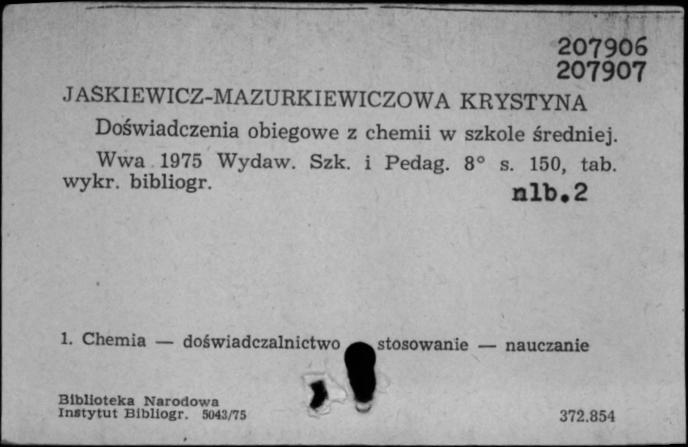 207906
207907
JAŚKIEWICZ-MAZURKIEWICZOWA KRYSTYNA
Doświadczenia obiegowe z chemii w szkole średniej.
Wwa 1975 Wydaw. Szk. i Pedag. 8° s. 150, tab.
wykr. bibliogr.
nlb.2
1. Chemia — doświadczalnictwo stosowanie — nauczanie
Biblioteka Narodowa
Instytut Bibliogr. 5043/75
372.854